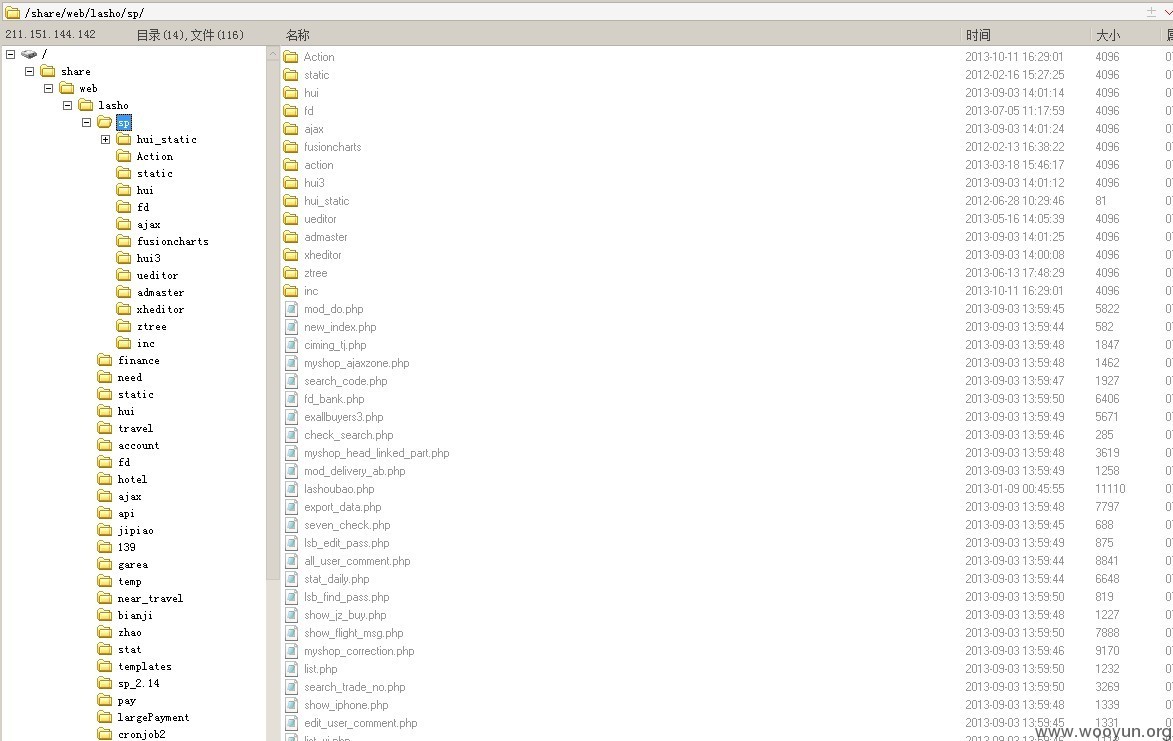 /share/web/lasho/sp/
211.151.144.142 目录(14),文件(116) 名称 时间 大小
/
share
web
lasho
sp
hui_static
Action
static
hui
fd
ajax
fusioncharts
hui3
ueditor
admaster
xheditor
ztree
inc
finance
need
static
hui
travel
account
fd
hotel
ajax
api
jipiao
139
garea
temp
near_travel
bianji
zhao
stat
templates
sp_2.14
pay
largePayment
cronjob2
Action 2013-10-11 16:29:01 4096
static 2012-02-16 15:27:25 4096
hui 2013-09-03 14:01:14 4096
fd 2013-07-05 11:17:59 4096
ajax 2013-09-03 14:01:24 4096
fusioncharts 2012-02-13 16:38:22 4096
action 2013-03-18 15:46:17 4096
hui3 2013-09-03 14:01:12 4096
hui_static 2012-06-28 10:29:46 81
ueditor 2013-05-16 14:05:39 4096
admaster 2013-09-03 14:01:25 4096
xheditor 2013-09-03 14:00:08 4096
ztree 2013-06-13 17:48:29 4096
inc 2013-10-11 16:29:01 4096
mod_do.php 2013-09-03 13:59:45 5822
new_index.php 2013-09-03 13:59:44 582
ciming_tj.php 2013-09-03 13:59:48 1847
myshop_ajaxzone.php 2013-09-03 13:59:48 1462
search_code.php 2013-09-03 13:59:47 1927
fd_bank.php 2013-09-03 13:59:50 6406
exallbuyers3.php 2013-09-03 13:59:49 5671
check_search.php 2013-09-03 13:59:46 285
myshop_head_linked_part.php 2013-09-03 13:59:48 3619
mod_delivery_ab.php 2013-09-03 13:59:49 1258
lashoubao.php 2013-01-09 00:45:55 11110
export_data.php 2013-09-03 13:59:48 7797
seven_check.php 2013-09-03 13:59:45 688
lsb_edit_pass.php 2013-09-03 13:59:49 875
all_user_comment.php 2013-09-03 13:59:44 8841
stat_daily.php 2013-09-03 13:59:44 6648
lsb_find_pass.php 2013-09-03 13:59:50 819
show_jz_buy.php 2013-09-03 13:59:48 1227
show_flight_msg.php 2013-09-03 13:59:50 7888
myshop_correction.php 2013-09-03 13:59:46 9170
list.php 2013-09-03 13:59:50 1232
search_trade_no.php 2013-09-03 13:59:50 3269
show_iphone.php 2013-09-03 13:59:48 1339
edit_user_comment.php 2013-09-03 13:59:45 1331
www.wooyun.org